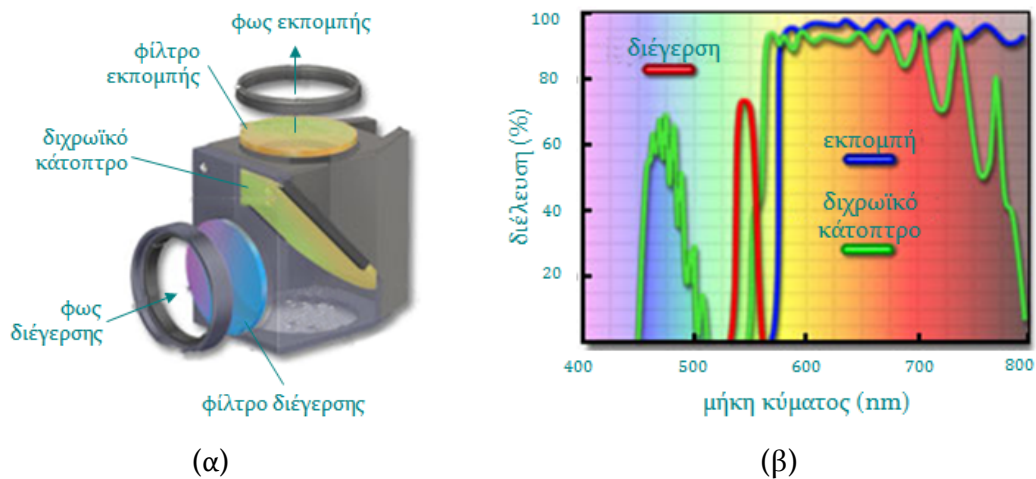 φως εκπομπής
φίλτρο
εκπομπής
διχρωϊκό
κάτοπτρο
φως
διέγερσης
φίλτρο διέγερσης
(α)
100
80
60
40
20
διέλευση (%)
διέγερση
εκπομπή
διχρωϊκό
κάτοπτρο
400
500
600
700
800
μήκη κύματος (nm)
(β)